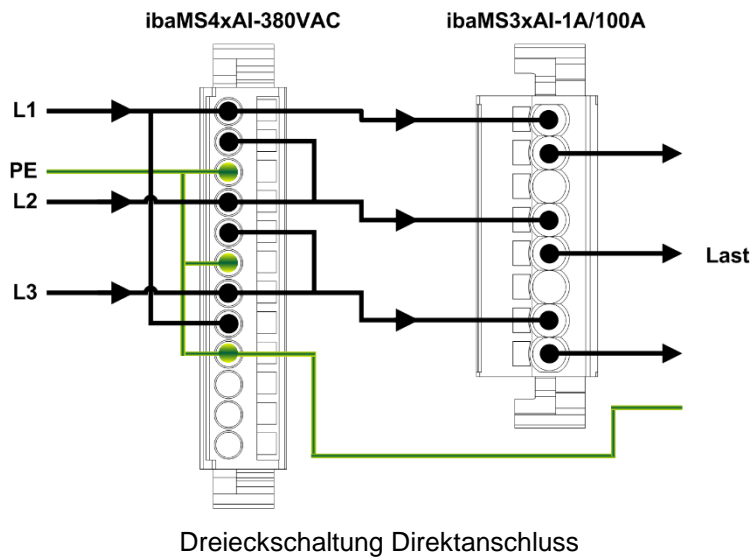 ibaMS4xAI-380VAC
ibaMS3xAI-1A/100A
L1
PE
L2
L3
Last
Dreieckschaltung Direktanschluss